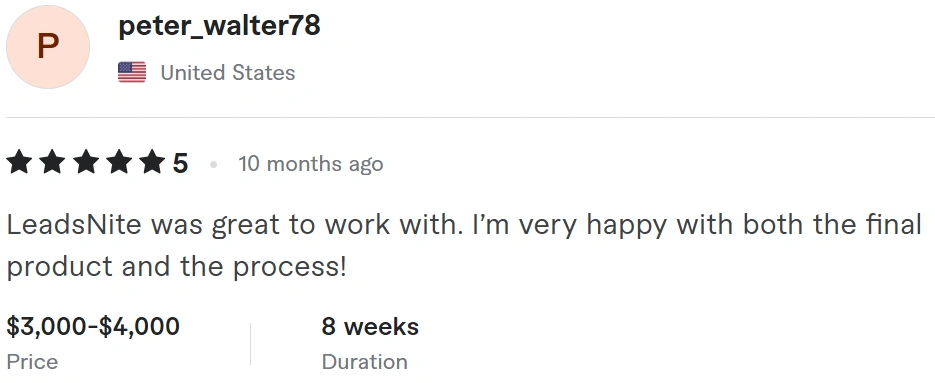 P
peter_walter78
United States
5 • 10 months ago
LeadsNite was great to work with. I’m very happy with both the final
product and the process!
$3,000-$4,000
Price
8 weeks
Duration